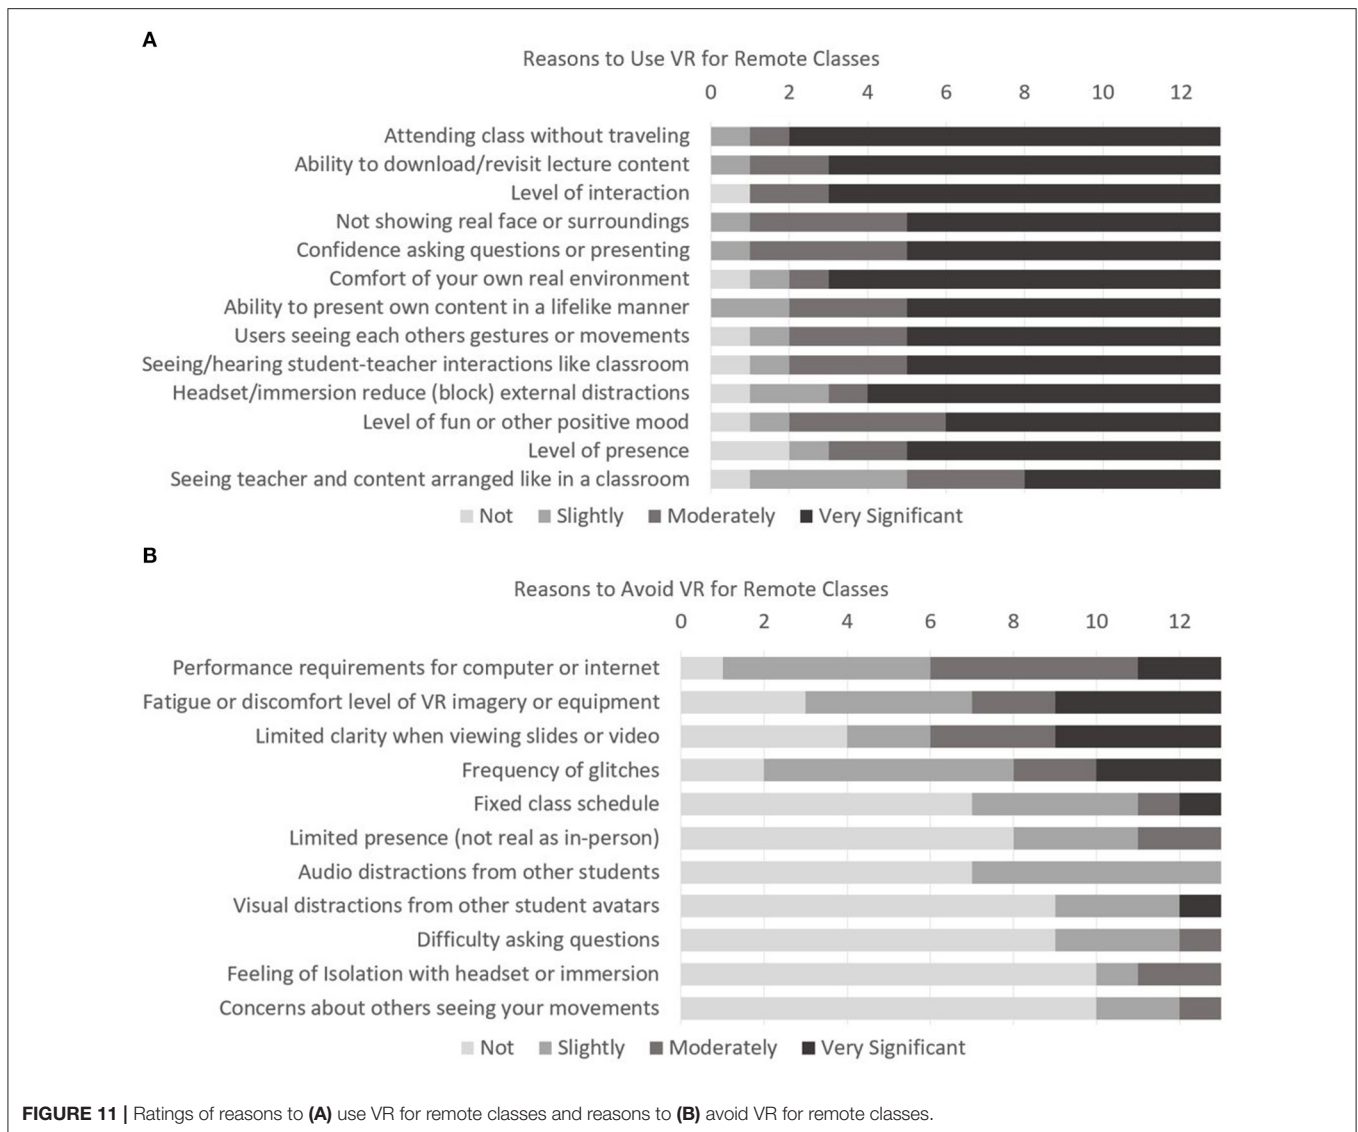 A
Reasons to Use VR for Remote Classes
0 2 4 6 8 10 12
Attending class without traveling
Ability to download/revisit lecture content
Level of interaction
Not showing real face or surroundings
Confidence asking questions or presenting
Comfort of your own real environment
Ability to present own content in a lifelike manner
Users seeing each others gestures or movements
Seeing/hearing student-teacher interactions like classroom
Headset/immersion reduce (block) external distractions
Level of fun or other positive mood
Level of presence
Seeing teacher and content arranged like in a classroom
Not Slightly Moderately Very Significant
B
Reasons to Avoid VR for Remote Classes
0 2 4 6 8 10 12
Performance requirements for computer or internet
Fatigue or discomfort level of VR imagery or equipment
Limited clarity when viewing slides or video
Frequency of glitches
Fixed class schedule
Limited presence (not real as in-person)
Audio distractions from other students
Visual distractions from other student avatars
Difficulty asking questions
Feeling of Isolation with headset or immersion
Concerns about others seeing your movements
Not Slightly Moderately Very Significant
FIGURE 11 | Ratings of reasons to (A) use VR for remote classes and reasons to (B) avoid VR for remote classes.